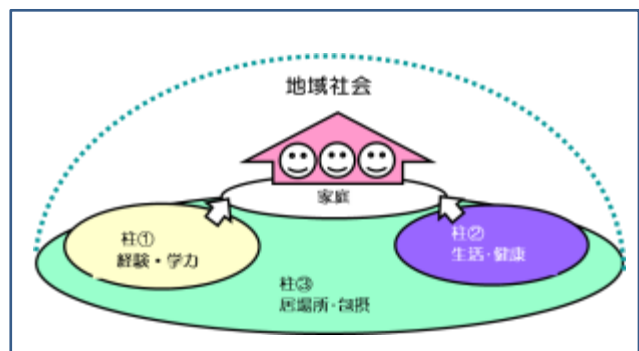 地域社会
家庭
柱①
経験・学力
柱②
生活・健康
柱③
居場所・包摂